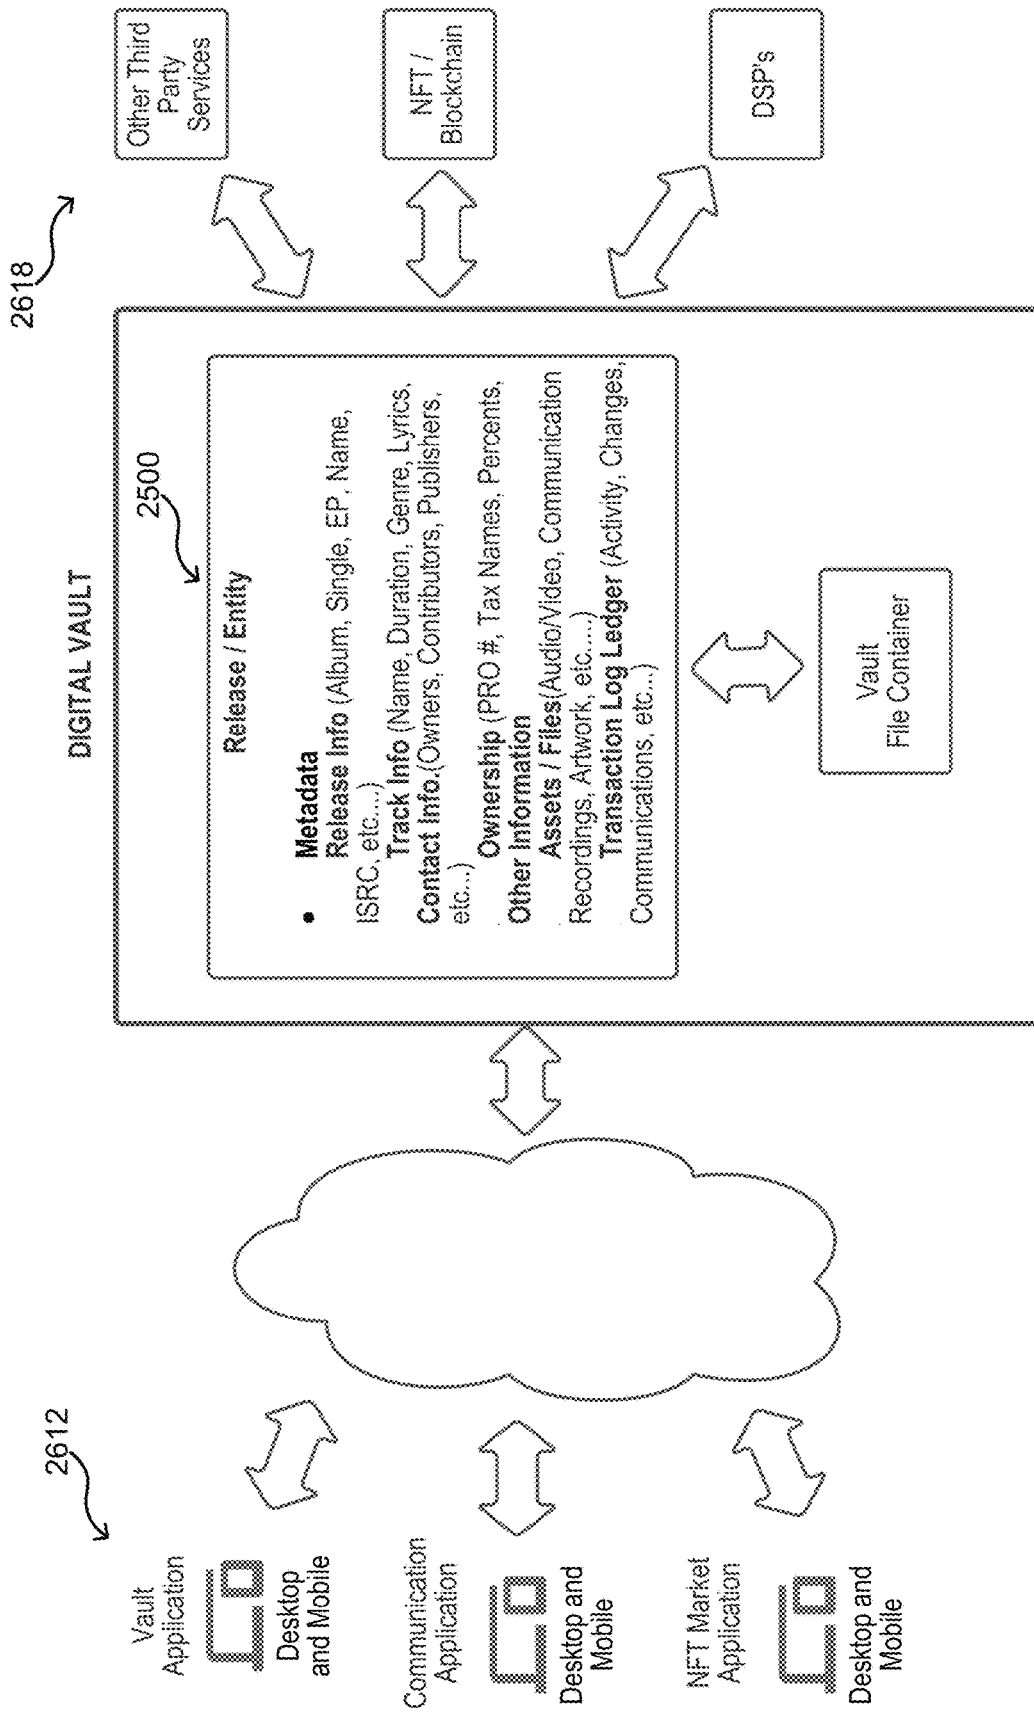 2612
Vault
Application
Desktop
and Mobile
Communication
Application
Desktop and
Mobile
NFT Market
Application
Desktop and
Mobile
DIGITAL VAULT
2500
Release / Entity
• Metadata
Release Info (Album, Single, EP, Name,
ISRC, etc....)
Track Info (Name, Duration, Genre, Lyrics,
Contact Info.(Owners, Contributors, Publishers,
etc...)
Ownership (PRO #, Tax Names, Percents,
Other Information
Assets / Files(Audio/Video, Communication
Recordings, Artwork, etc....)
Transaction Log Ledger (Activity, Changes,
Communications, etc...)
Vault
File Container
2618
Other Third
Party
Services
NFT /
Blockchain
DSP's